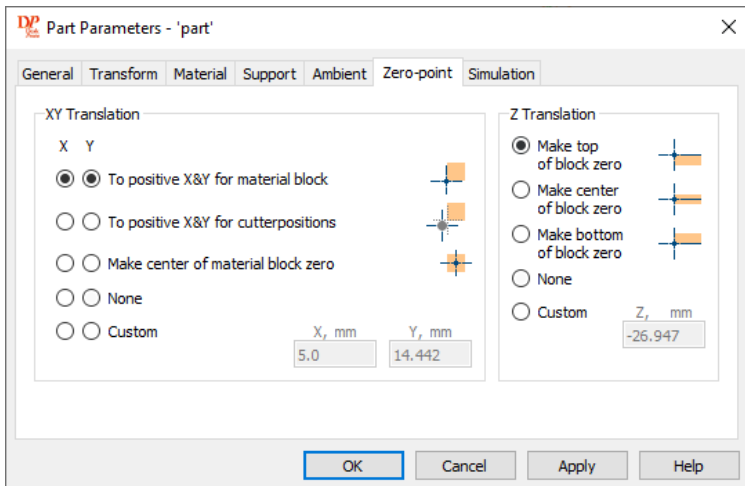 DP Part Parameters - 'part'
General Transform Material Support Ambient Zero-point Simulation
XY Translation
X Y
To positive X&Y for material block
To positive X&Y for cutterpositions
Make center of material block zero
None
Custom
X, mm Y, mm
5.0 14.442
Z Translation
Make top
of block zero
Make center
of block zero
Make bottom
of block zero
None
Custom
Z, mm
-26.947
OK Cancel Apply Help